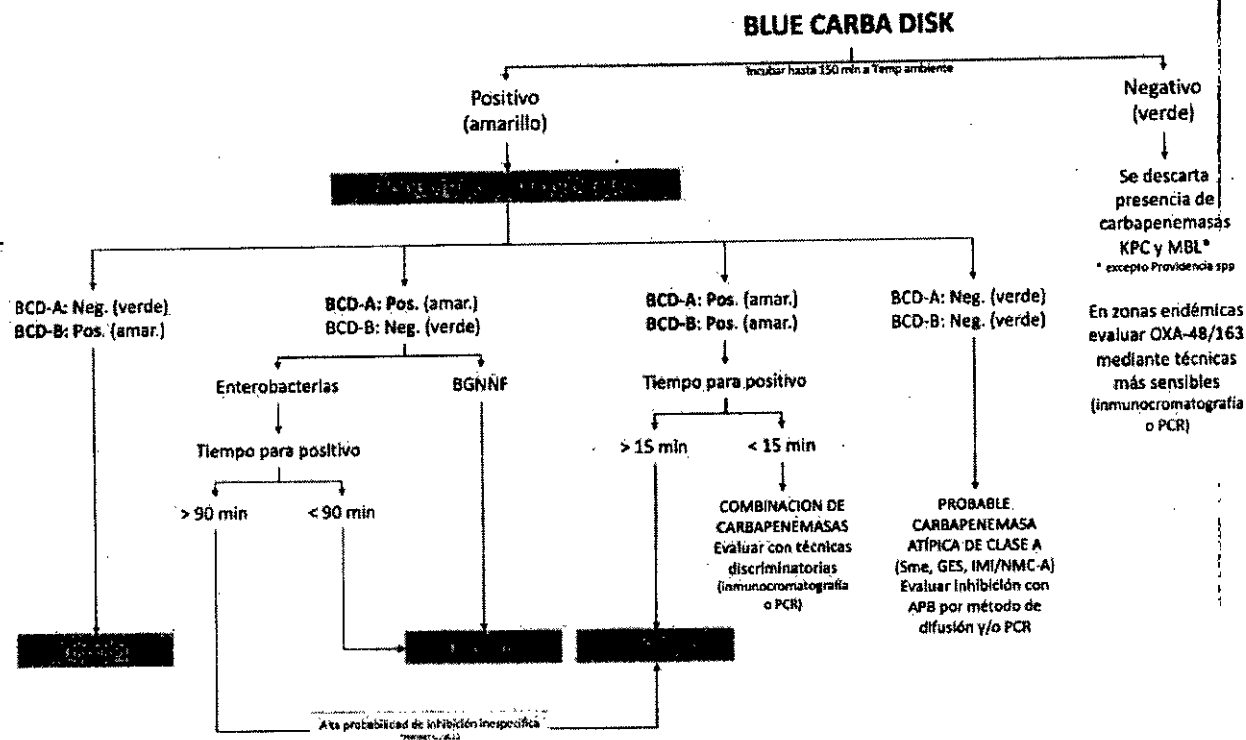 BLUE CARBA DISK
Incubar hasta 150 min a Temp ambiente
Positivo
(amarillo)
Negativo
(verde)
Se descarta
presencia de
carbapenemasas
KPC y MBL*
* excepto Providencia spp
En zonas endémicas
evaluar OXA-48/163
mediante técnicas
más sensibles
(inmunocromatografía
o PCR)
BCD-A: Neg. (verde)
BCD-B: Pos. (amar.)
BCD-A: Pos. (amar.)
BCD-B: Neg. (verde)
BCD-A: Pos. (amar.)
BCD-B: Pos. (amar.)
BCD-A: Neg. (verde)
BCD-B: Neg. (verde)
Enterobacterias
BGNNF
Tiempo para positivo
> 90 min
< 90 min
Tiempo para positivo
> 15 min
< 15 min
COMBINACION DE
CARBAPENEMASAS
Evaluar con técnicas
discriminatorias
(inmunocromatografía
o PCR)
PROBABLE
CARBAPENEMASA
ATÍPICA DE CLASE A
(Sme, GES, IMI/NMC-A)
Evaluar inhibición con
APB por método de
difusión y/o PCR
Alta probabilidad de inhibición inespecífica